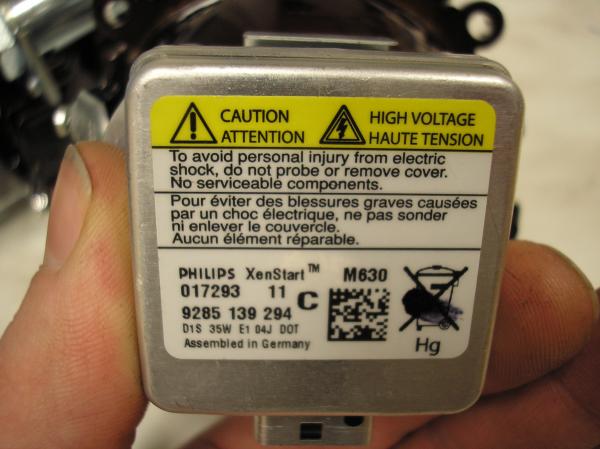 CAUTION HIGH VOLTAGE
ATTENTION HAUTE TENSION
To avoid personal injury from electric
shock, do not probe or remove cover.
No serviceable components.
Pour éviter des blessures graves causées
par un choc électrique, ne pas sonder
ni enlever le couvercle.
Aucun élément réparable.
PHILIPS XenStart™ M630
017293 11 C
9285 139 294
D1S 35W E1 04J DOT
Assembled in Germany
Hg